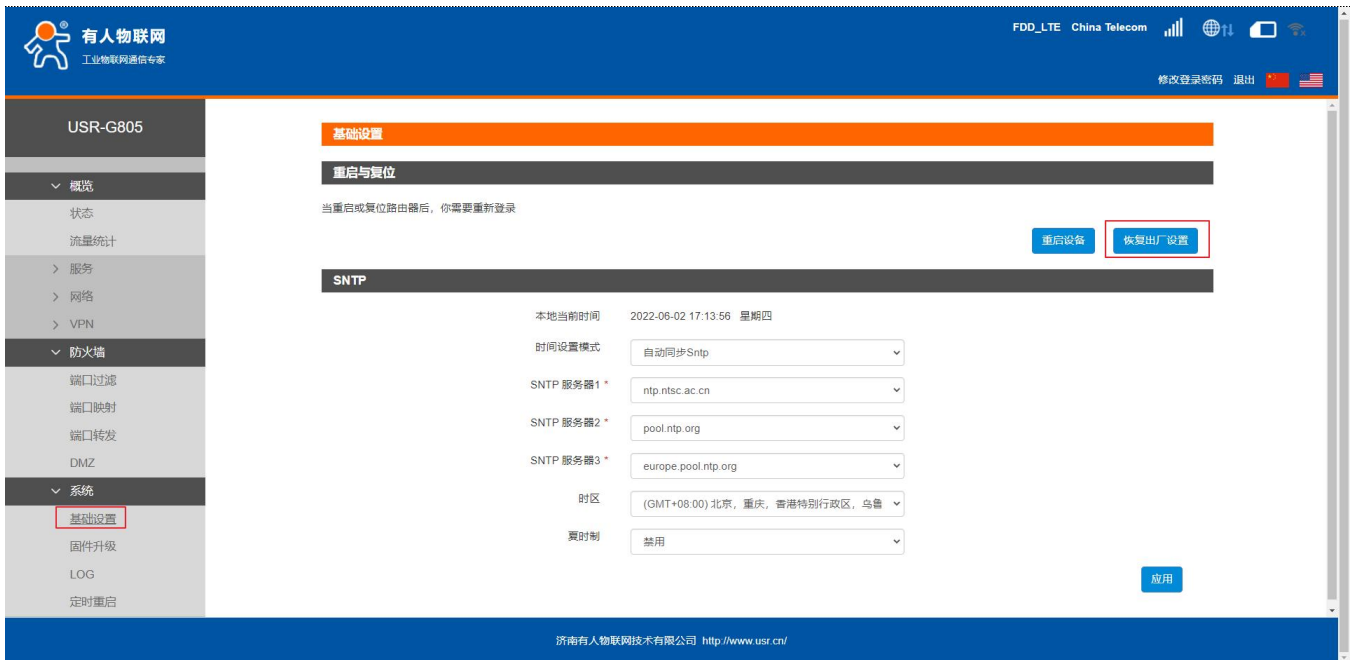 有人物联网
工业物联网通信专家
FDD_LTE China Telecom
修改登录密码 退出
USR-G805
概览
状态
流量统计
服务
网络
VPN
防火墙
端口过滤
端口映射
端口转发
DMZ
系统
基础设置
固件升级
LOG
定时重启
基础设置
重启与复位
当重启或复位路由器后，你需要重新登录
重启设备 恢复出厂设置
SNTP
本地当前时间 2022-06-02 17:13:56 星期四
时间设置模式 自动同步Sntp
SNTP 服务器1 * ntp.ntsc.ac.cn
SNTP 服务器2 * pool.ntp.org
SNTP 服务器3 * europe.pool.ntp.org
时区 (GMT+08:00) 北京，重庆，香港特别行政区，乌鲁
夏时制 禁用
应用
济南有人物联网技术有限公司 http://www.usr.cn/